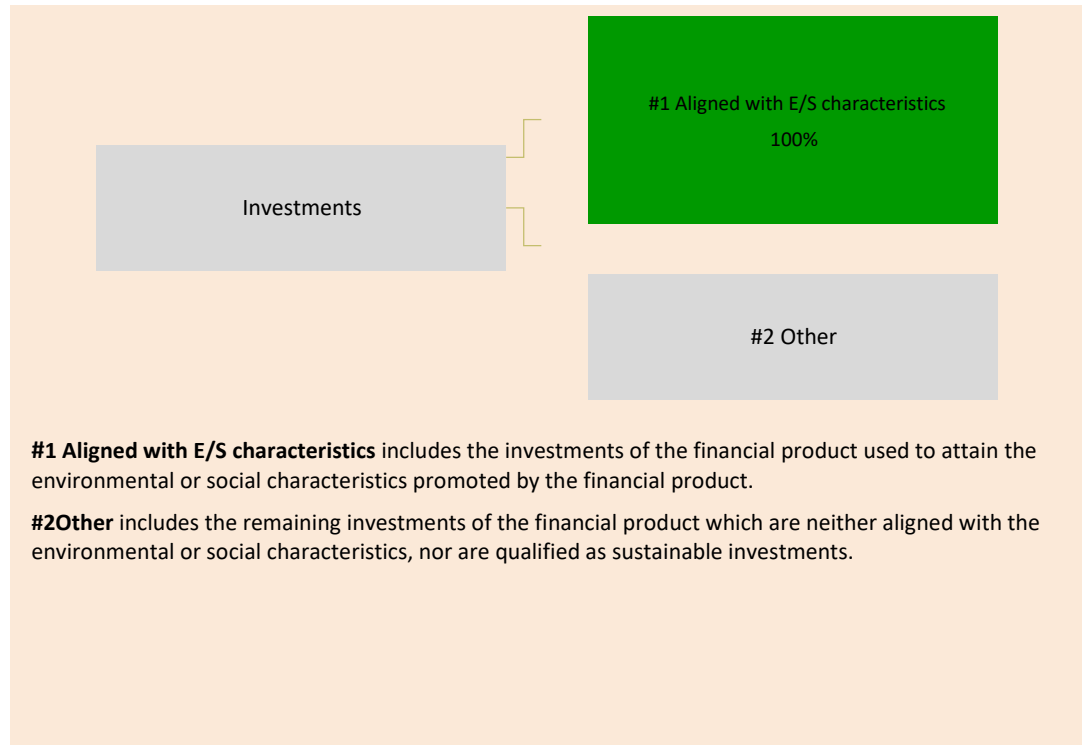 #1 Aligned with E/S characteristics
100%
Investments
#2 Other
#1 Aligned with E/S characteristics includes the investments of the financial product used to attain the
environmental or social characteristics promoted by the financial product.
#2Other includes the remaining investments of the financial product which are neither aligned with the
environmental or social characteristics, nor are qualified as sustainable investments.